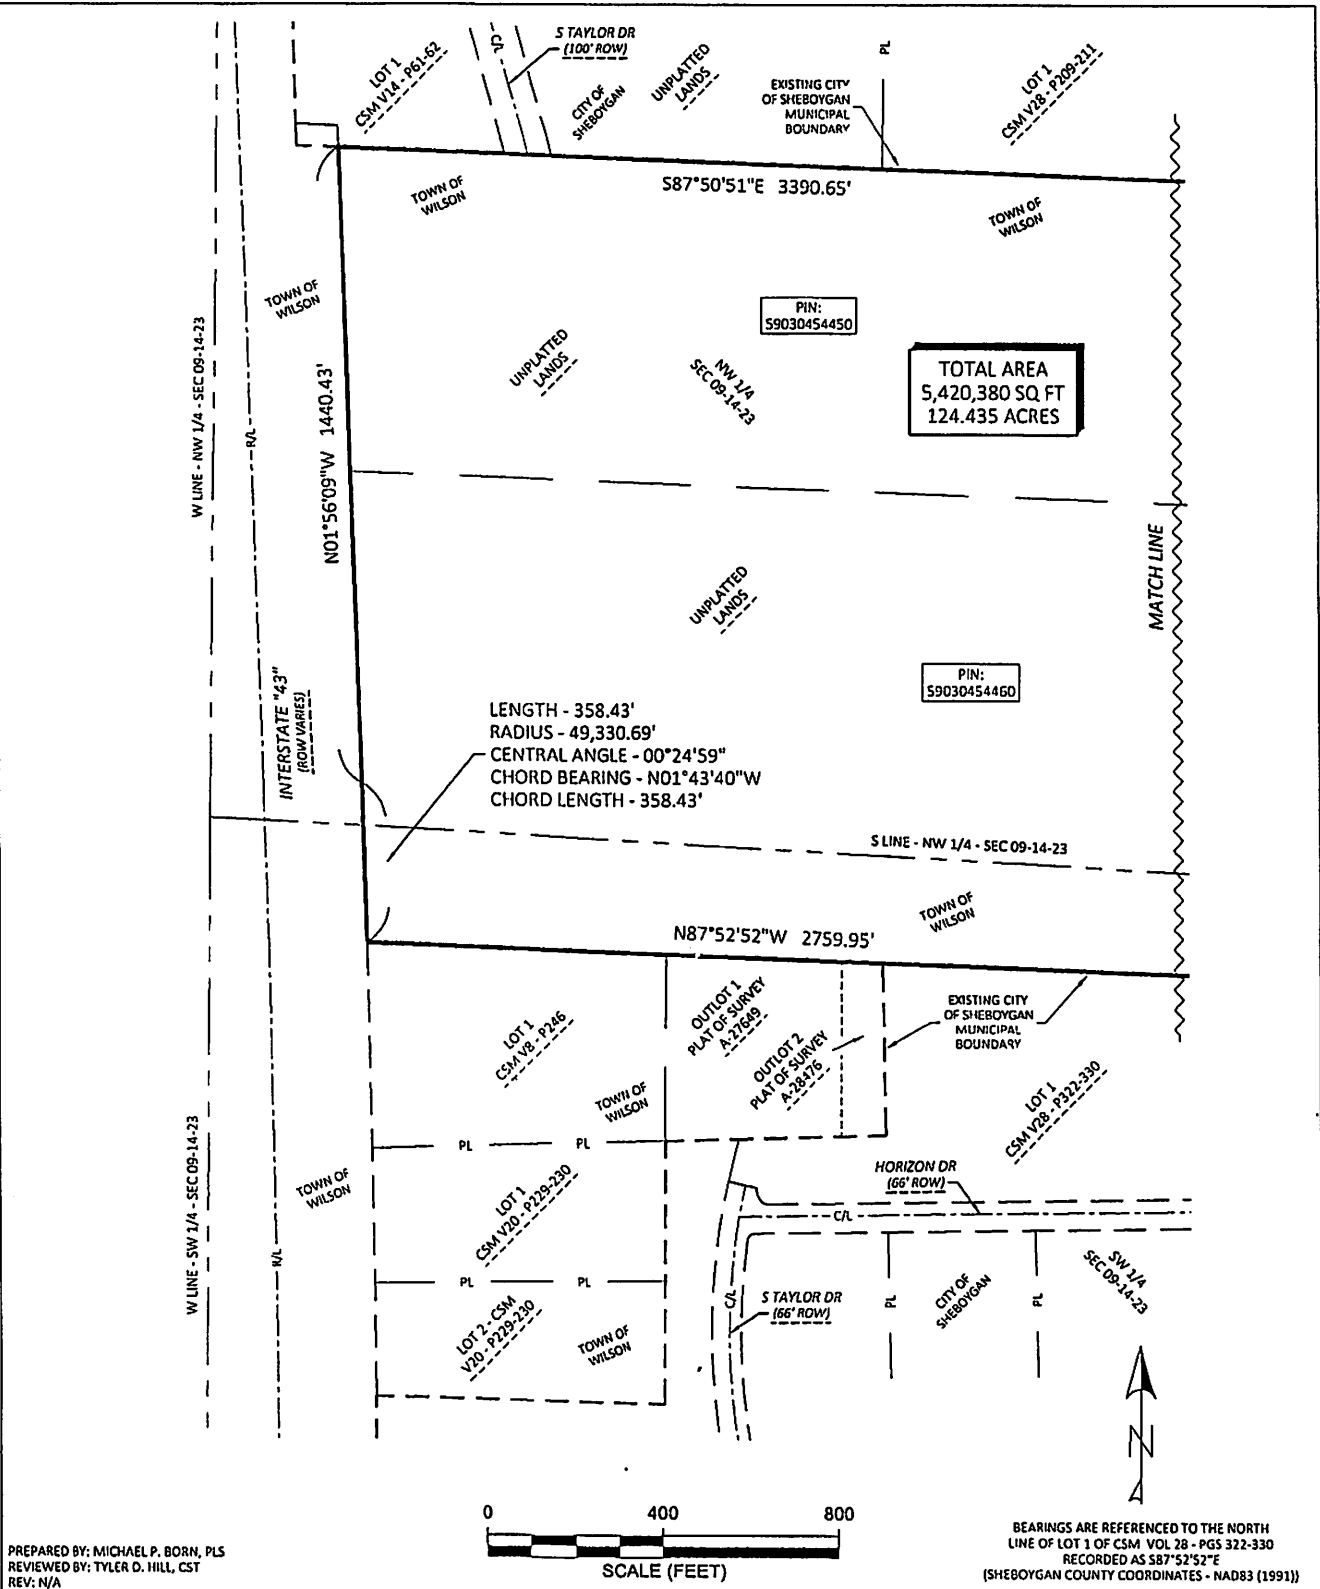 S TAYLOR DR
(100' ROW)
C/L
LOT 1
CSM V14 - P61-62
CITY OF
SHEBOYGAN
UNPLATTED
LANDS
EXISTING CITY
OF SHEBOYGAN
MUNICIPAL
BOUNDARY
PL
LOT 1
CSM V28 - P209-211
TOWN OF
WILSON
S87°50'51"E 3390.65'
TOWN OF
WILSON
TOWN OF
WILSON
PIN:
59030454450
W LINE - NW 1/4 - SEC 09-14-23
R/L
N01°56'09"W 1440.43'
UNPLATTED
LANDS
NW 1/4
SEC 09-14-23
TOTAL AREA
5,420,380 SQ FT
124.435 ACRES
MATCH LINE
UNPLATTED
LANDS
PIN:
59030454460
INTERSTATE "43"
(ROW VARIES)
LENGTH - 358.43'
RADIUS - 49,330.69'
CENTRAL ANGLE - 00°24'59"
CHORD BEARING - N01°43'40"W
CHORD LENGTH - 358.43'
S LINE - NW 1/4 - SEC 09-14-23
TOWN OF
WILSON
N87°52'52"W 2759.95'
LOT 1
CSM V8 - P246
OUTLOT 1
PLAT OF SURVEY
A-27649
OUTLOT 2
PLAT OF SURVEY
A-28476
EXISTING CITY
OF SHEBOYGAN
MUNICIPAL
BOUNDARY
TOWN OF
WILSON
LOT 1
CSM V28 - P322-330
PL
PL
W LINE - SW 1/4 - SEC 09-14-23
TOWN OF
WILSON
R/L
LOT 1
CSM V20 - P229-230
HORIZON DR
(66' ROW)
C/L
PL
PL
C/L
S TAYLOR DR
(66' ROW)
PL
CITY OF
SHEBOYGAN
PL
SW 1/4
SEC 09-14-23
LOT 2 - CSM
V20 - P229-230
TOWN OF
WILSON
N
0 400 800
SCALE (FEET)
PREPARED BY: MICHAEL P. BORN, PLS
REVIEWED BY: TYLER D. HILL, CST
REV: N/A
BEARINGS ARE REFERENCED TO THE NORTH
LINE OF LOT 1 OF CSM VOL 28 - PGS 322-330
RECORDED AS S87°52'52"E
(SHEBOYGAN COUNTY COORDINATES - NAD83 (1991))